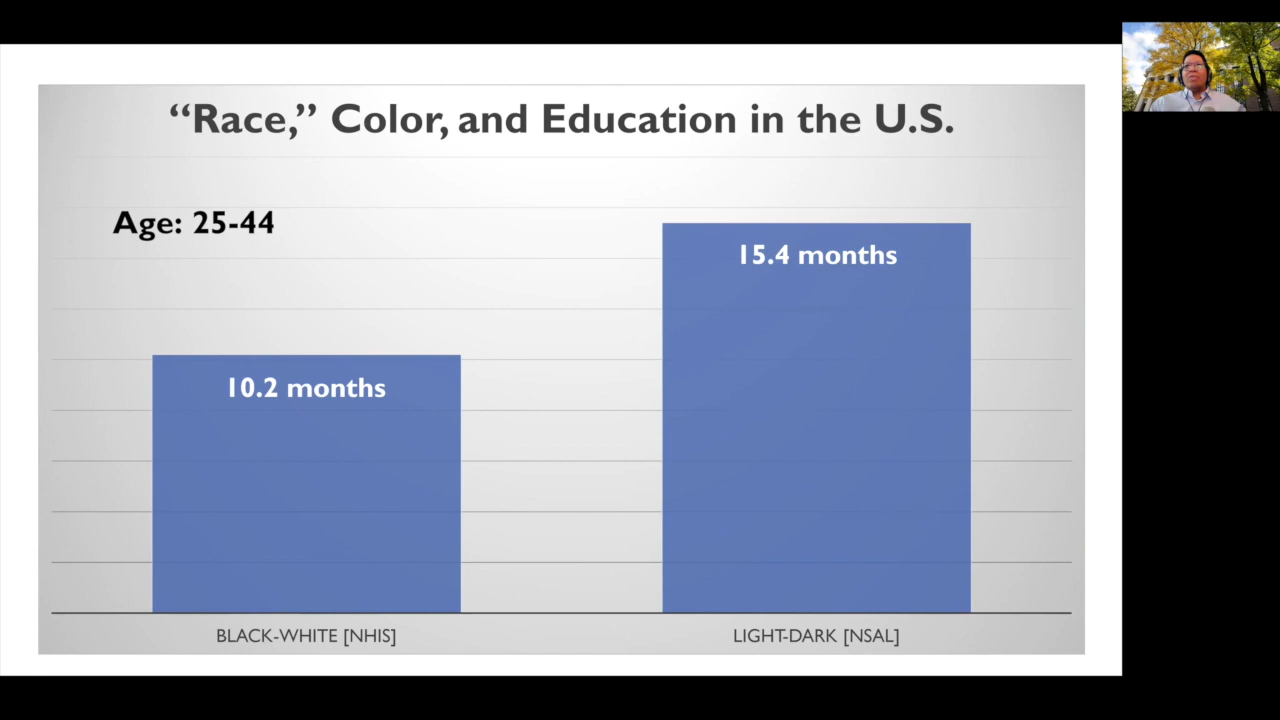 “Race,” Color, and Education in the U.S.
Age: 25-44
15.4 months
10.2 months
BLACK-WHITE [NHIS]
LIGHT-DARK [NSAL]